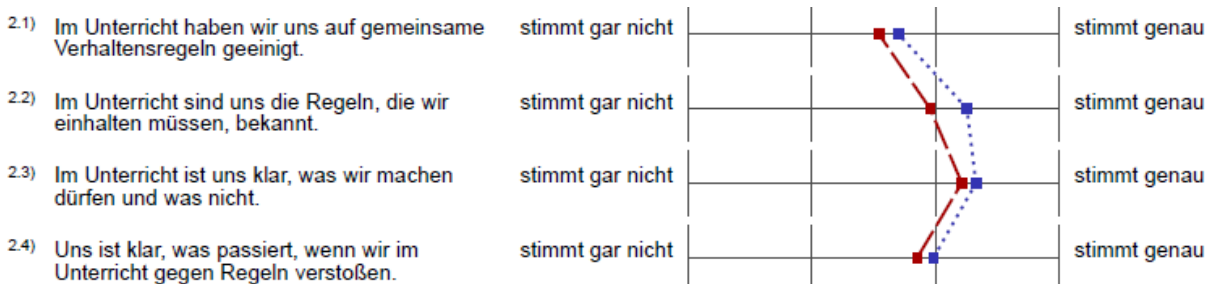 2.1) Im Unterricht haben wir uns auf gemeinsame stimmt gar nicht stimmt genau
Verhaltensregeln geeinigt.
2.2) Im Unterricht sind uns die Regeln, die wir stimmt gar nicht stimmt genau
einhalten müssen, bekannt.
2.3) Im Unterricht ist uns klar, was wir machen stimmt gar nicht stimmt genau
dürfen und was nicht.
2.4) Uns ist klar, was passiert, wenn wir im stimmt gar nicht stimmt genau
Unterricht gegen Regeln verstoßen.